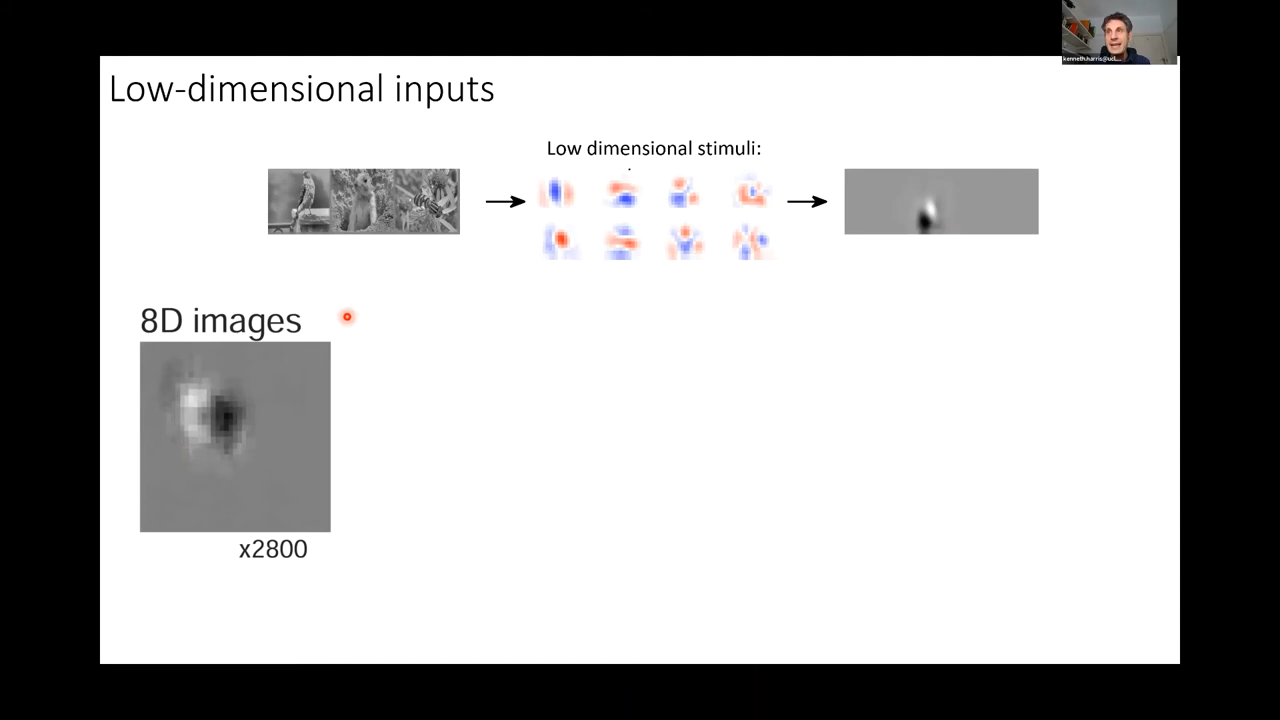 kenneth.harris@ucl....
Low-dimensional inputs
Low dimensional stimuli:
8D images
x2800